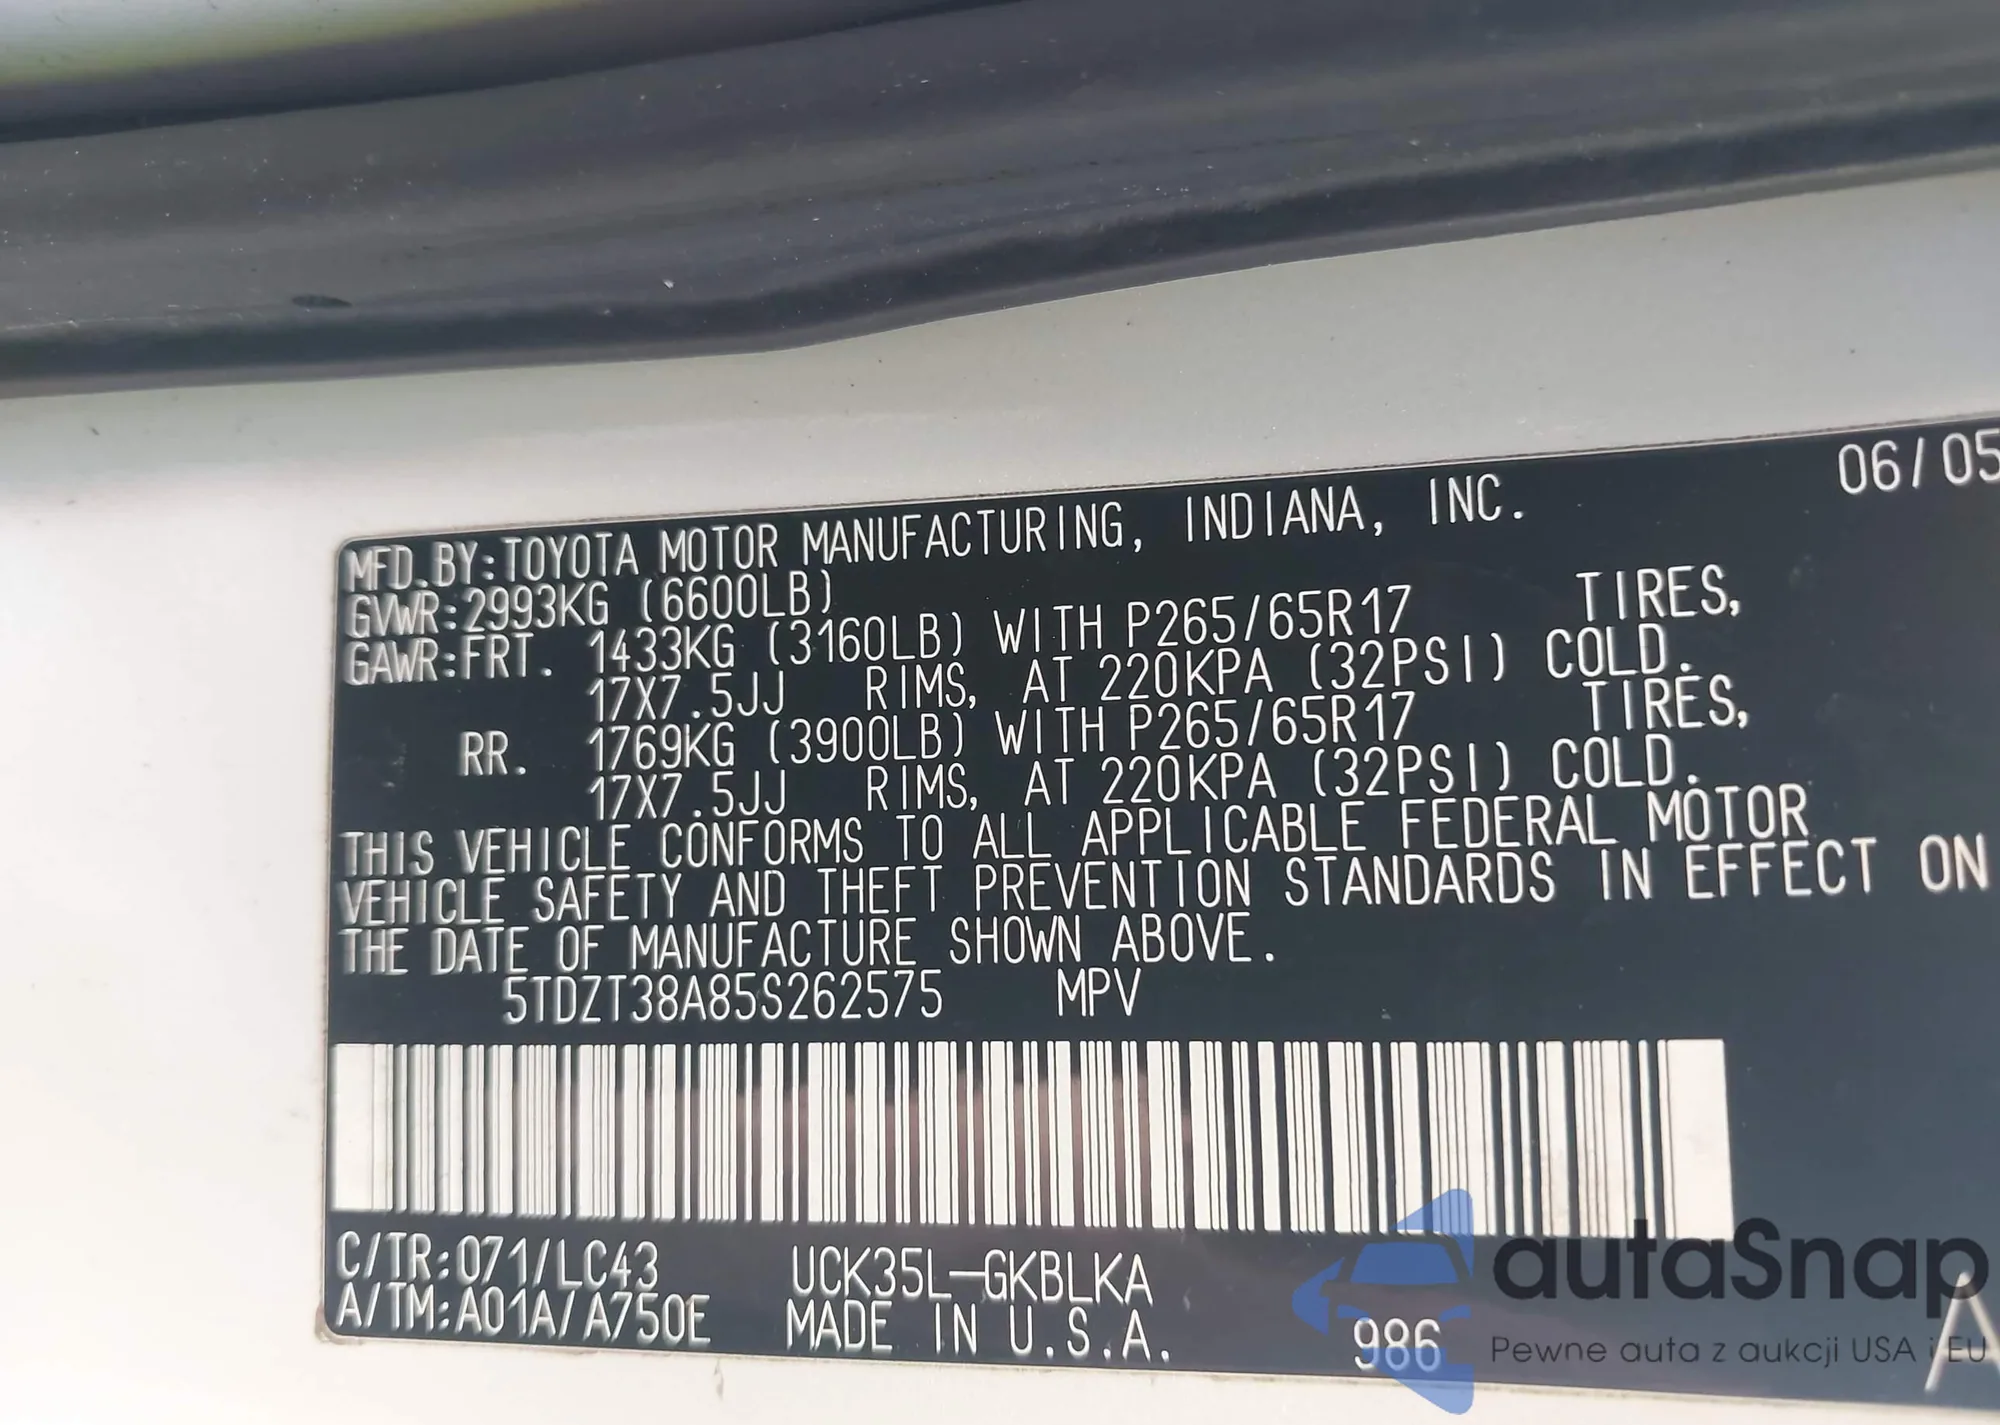 06/05
MFD.BY:TOYOTA MOTOR MANUFACTURING, INDIANA, INC.
GVWR:2993KG (6600LB)
GAWR:FRT. 1433KG (3160LB) WITH P265/65R17 TIRES,
17X7.5JJ RIMS, AT 220KPA (32PSI) COLD.
RR. 1769KG (3900LB) WITH P265/65R17 TIRES,
17X7.5JJ RIMS, AT 220KPA (32PSI) COLD.
THIS VEHICLE CONFORMS TO ALL APPLICABLE FEDERAL MOTOR
VEHICLE SAFETY AND THEFT PREVENTION STANDARDS IN EFFECT ON
THE DATE OF MANUFACTURE SHOWN ABOVE.
5TDZT38A85S262575 MPV
C/TR:071/LC43 UCK35L-GKBLKA
A/TM:A01A/A750E MADE IN U.S.A. 986 A
autaSnap
Pewne auta z aukcji USA i EU